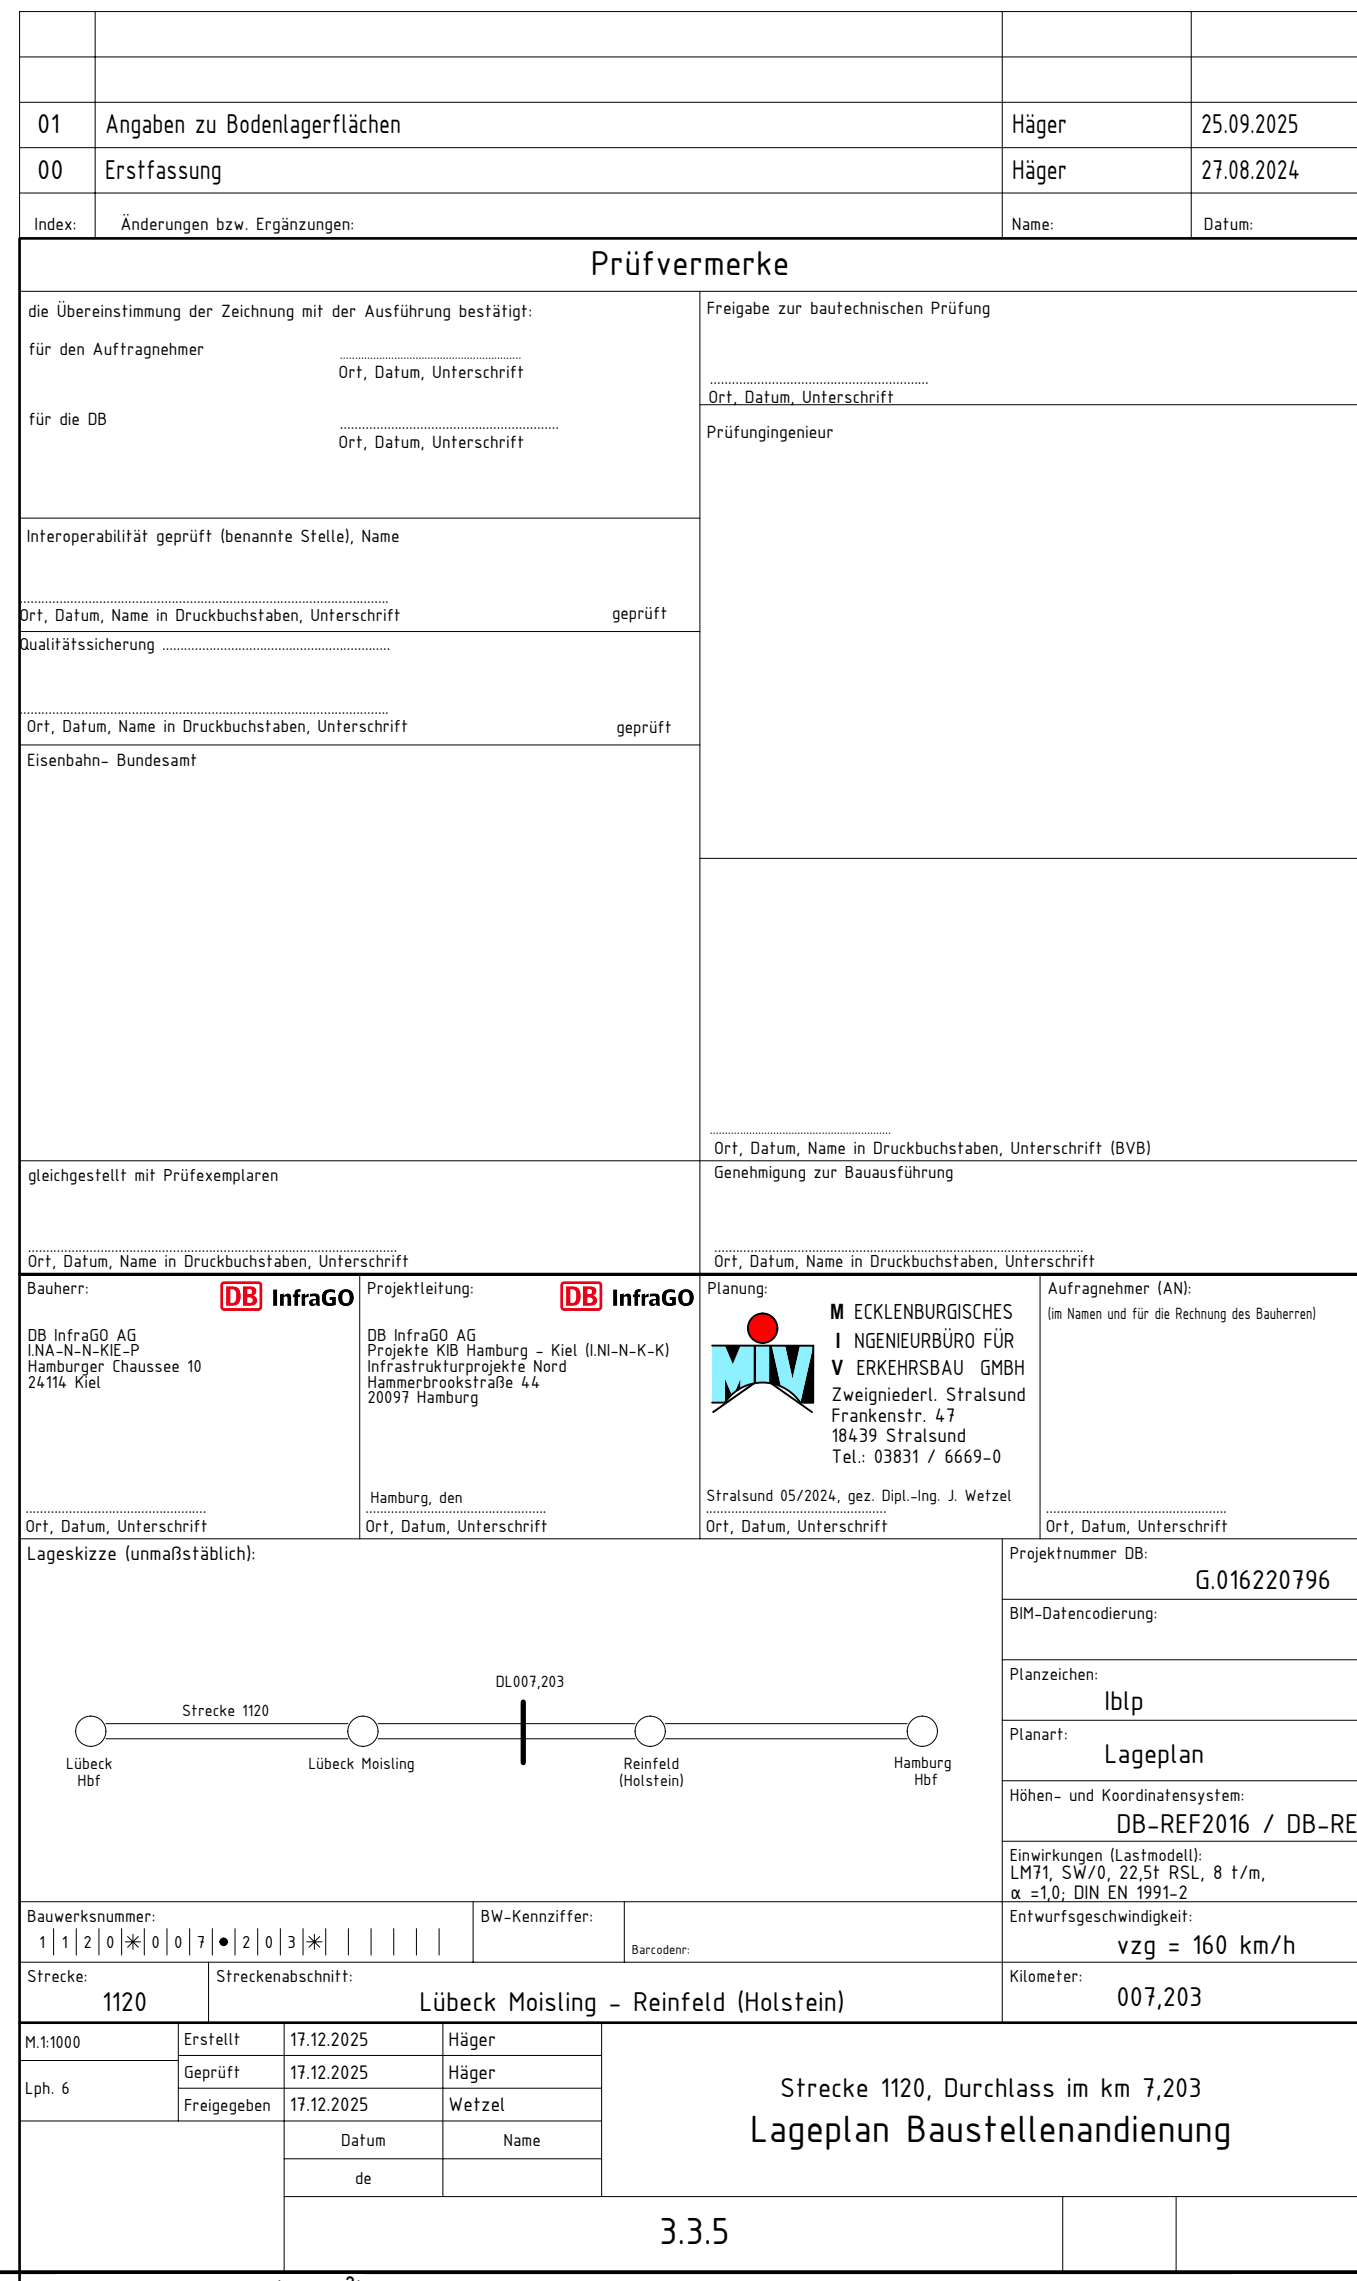 01 Angaben zu Bodenlagerflächen Häger 25.09.2025
00 Erstfassung Häger 27.08.2024
Index: Änderungen bzw. Ergänzungen: Name: Datum:
Prüfvermerke
die Übereinstimmung der Zeichnung mit der Ausführung bestätigt:
für den Auftragnehmer
Ort, Datum, Unterschrift
für die DB
Ort, Datum, Unterschrift
Freigabe zur bautechnischen Prüfung
Ort, Datum, Unterschrift
Prüfungingenieur
Interoperabilität geprüft (benannte Stelle), Name
Ort, Datum, Name in Druckbuchstaben, Unterschrift geprüft
Qualitätssicherung
Ort, Datum, Name in Druckbuchstaben, Unterschrift geprüft
Eisenbahn- Bundesamt
Ort, Datum, Name in Druckbuchstaben, Unterschrift (BVB)
gleichgestellt mit Prüfexemplaren
Ort, Datum, Name in Druckbuchstaben, Unterschrift
Genehmigung zur Bauausführung
Ort, Datum, Name in Druckbuchstaben, Unterschrift
Bauherr:
DB InfraGO
DB InfraGO AG
I.NA-N-N-KIE-P
Hamburger Chaussee 10
24114 Kiel
Ort, Datum, Unterschrift
Projektleitung:
DB InfraGO
DB InfraGO AG
Projekte KIB Hamburg - Kiel (I.NI-N-K-K)
Infrastrukturprojekte Nord
Hammerbrookstraße 44
20097 Hamburg
Hamburg, den
Ort, Datum, Unterschrift
Planung:
MIV
M ECKLENBURGISCHES
I NGENIEURBÜRO FÜR
V ERKEHRSBAU GMBH
Zweigniederl. Stralsund
Frankenstr. 47
18439 Stralsund
Tel.: 03831 / 6669-0
Stralsund 05/2024, gez. Dipl.-Ing. J. Wetzel
Ort, Datum, Unterschrift
Aufragnehmer (AN):
(im Namen und für die Rechnung des Bauherren)
Ort, Datum, Unterschrift
Lageskizze (unmaßstäblich):
DL007,203
Strecke 1120
Lübeck
Hbf
Lübeck Moisling
Reinfeld
(Holstein)
Hamburg
Hbf
Projektnummer DB:
G.016220796
BIM-Datencodierung:
Planzeichen:
lblp
Planart:
Lageplan
Höhen- und Koordinatensystem:
DB-REF2016 / DB-RE
Einwirkungen (Lastmodell):
LM71, SW/0, 22,5t RSL, 8 t/m,
α =1,0; DIN EN 1991-2
Bauwerksnummer:
1 1 2 0 * 0 0 7 ● 2 0 3 *
BW-Kennziffer:
Barcodenr:
Entwurfsgeschwindigkeit:
vzg = 160 km/h
Strecke:
1120
Streckenabschnitt:
Lübeck Moisling - Reinfeld (Holstein)
Kilometer:
007,203
M.1:1000
Lph. 6
Erstellt 17.12.2025 Häger
Geprüft 17.12.2025 Häger
Freigegeben 17.12.2025 Wetzel
Datum Name
de
Strecke 1120, Durchlass im km 7,203
Lageplan Baustellenandienung
3.3.5